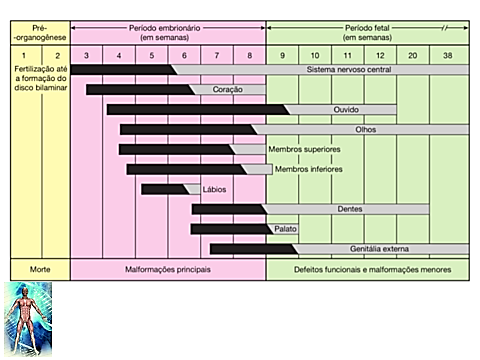 Pré-
-organogênese
Período embrionário
(em semanas)
Período fetal
(em semanas)
1 2 3 4 5 6 7 8 9 10 11 12 20 38
Fertilização até
a formação do
disco bilaminar
Sistema nervoso central
Coração
Ouvido
Olhos
Membros superiores
Membros inferiores
Lábios
Dentes
Palato
Genitália externa
Morte
Malformações principais
Defeitos funcionais e malformações menores